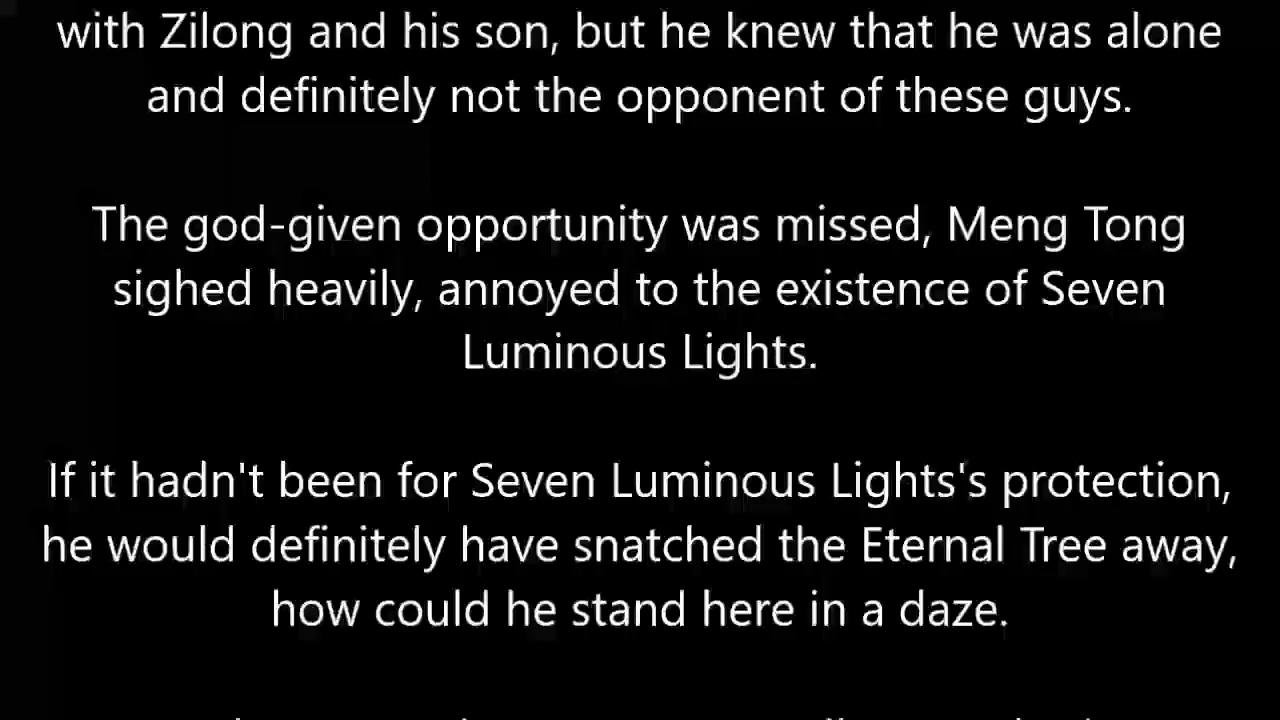 with Zilong and his son, but he knew that he was alone
and definitely not the opponent of these guys.
The god-given opportunity was missed, Meng Tong
sighed heavily, annoyed to the existence of Seven
Luminous Lights.
If it hadn't been for Seven Luminous Lights's protection,
he would definitely have snatched the Eternal Tree away,
how could he stand here in a daze.